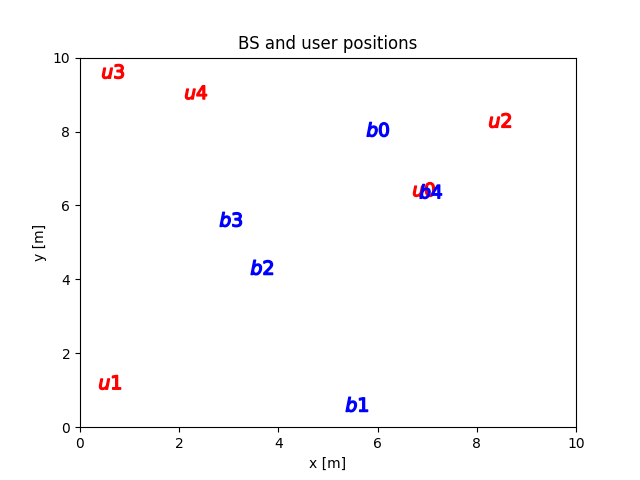 BS and user positions
10
u3
u4
8
b0
u2
y [m]
6
u0
b4
b3
b2
4
2
u1
b1
0
0 2 4 6 8 10
x [m]